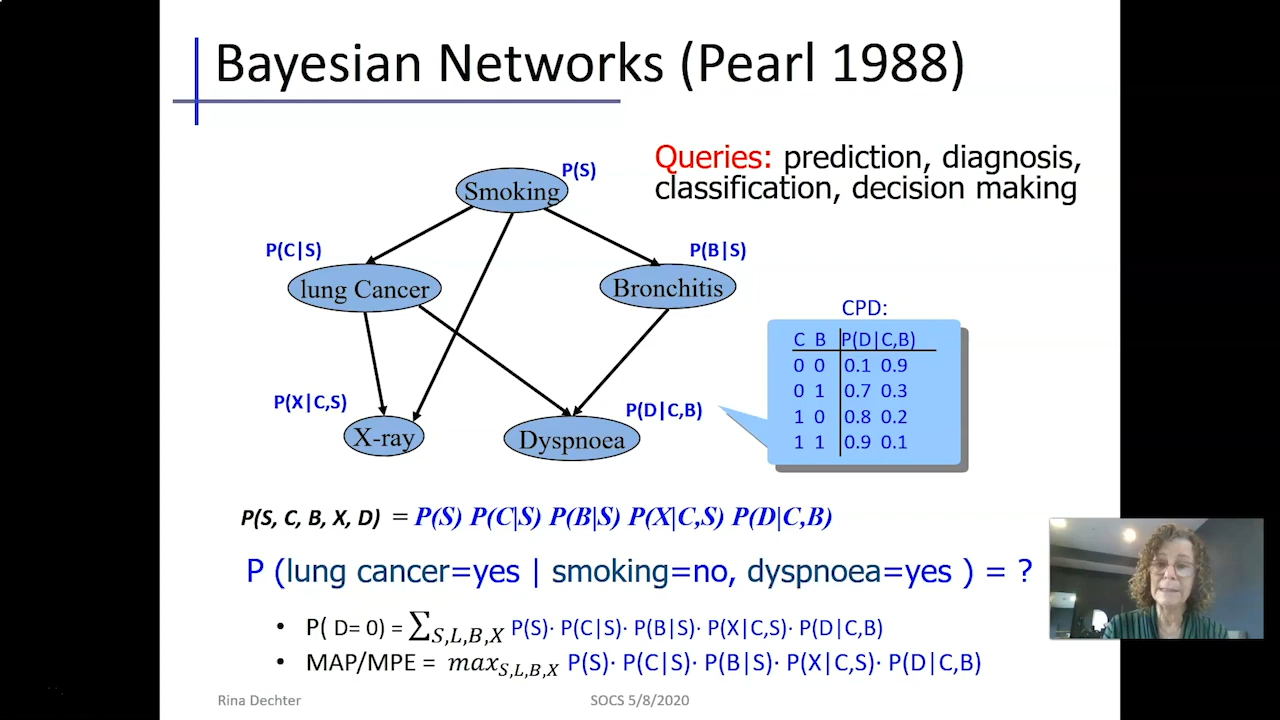 Bayesian Networks (Pearl 1988)
Queries: prediction, diagnosis,
classification, decision making
P(S)
Smoking
P(C|S)
P(B|S)
lung Cancer
Bronchitis
CPD:
C B P(D|C,B)
0 0 0.1 0.9
0 1 0.7 0.3
1 0 0.8 0.2
1 1 0.9 0.1
P(X|C,S)
P(D|C,B)
X-ray
Dyspnoea
P(S, C, B, X, D) = P(S) P(C|S) P(B|S) P(X|C,S) P(D|C,B)
P (lung cancer=yes | smoking=no, dyspnoea=yes ) = ?
• P( D= 0) = ∑S,L,B,X P(S)· P(C|S)· P(B|S)· P(X|C,S)· P(D|C,B)
• MAP/MPE = maxS,L,B,X P(S)· P(C|S)· P(B|S)· P(X|C,S)· P(D|C,B)
Rina Dechter
SOCS 5/8/2020